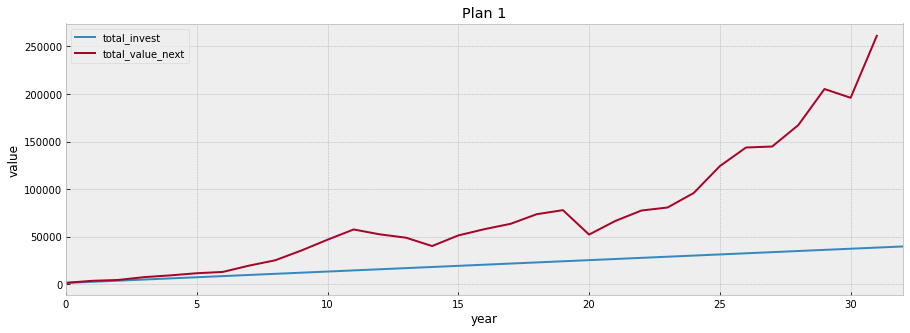 Plan 1
total_invest
total_value_next
value
250000
200000
150000
100000
50000
0
0 5 10 15 20 25 30
year